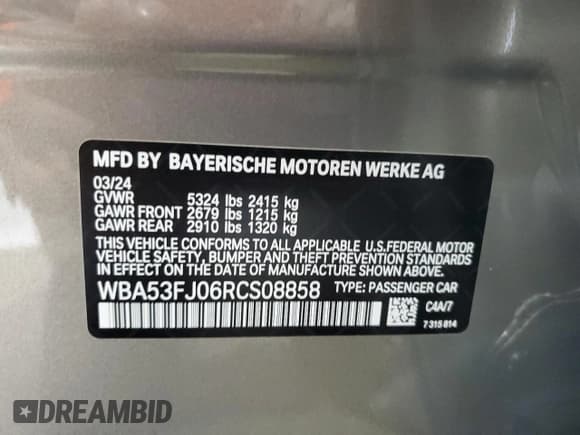 MFD BY BAYERISCHE MOTOREN WERKE AG
03/24
GVWR 5324 lbs 2415 kg
GAWR FRONT 2679 lbs 1215 kg
GAWR REAR 2910 lbs 1320 kg
THIS VEHICLE CONFORMS TO ALL APPLICABLE U.S.FEDERAL MOTOR
VEHICLE SAFETY, BUMPER, AND THEFT PREVENTION STANDARDS
IN EFFECT ON THE DATE OF MANUFACTURE SHOWN ABOVE.
WBA53FJ06RCS08858 TYPE: PASSENGER CAR
C4A/7
7 315 814
DREAMBID